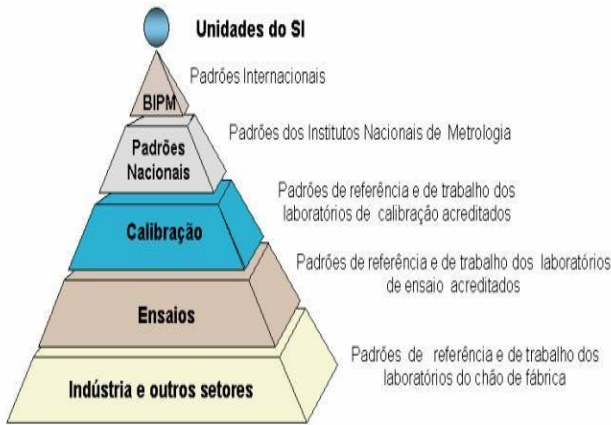 Unidades do SI
Padrões Internacionais
BIPM
Padrões dos Institutos Nacionais de Metrologia
Padrões
Nacionais
Padrões de referência e de trabalho dos
laboratórios de calibração acreditados
Calibração
Padrões de referência e de trabalho dos laboratórios
de ensaio acreditados
Ensaios
Padrões de referência e de trabalho dos
laboratórios do chão de fábrica
Indústria e outros setores